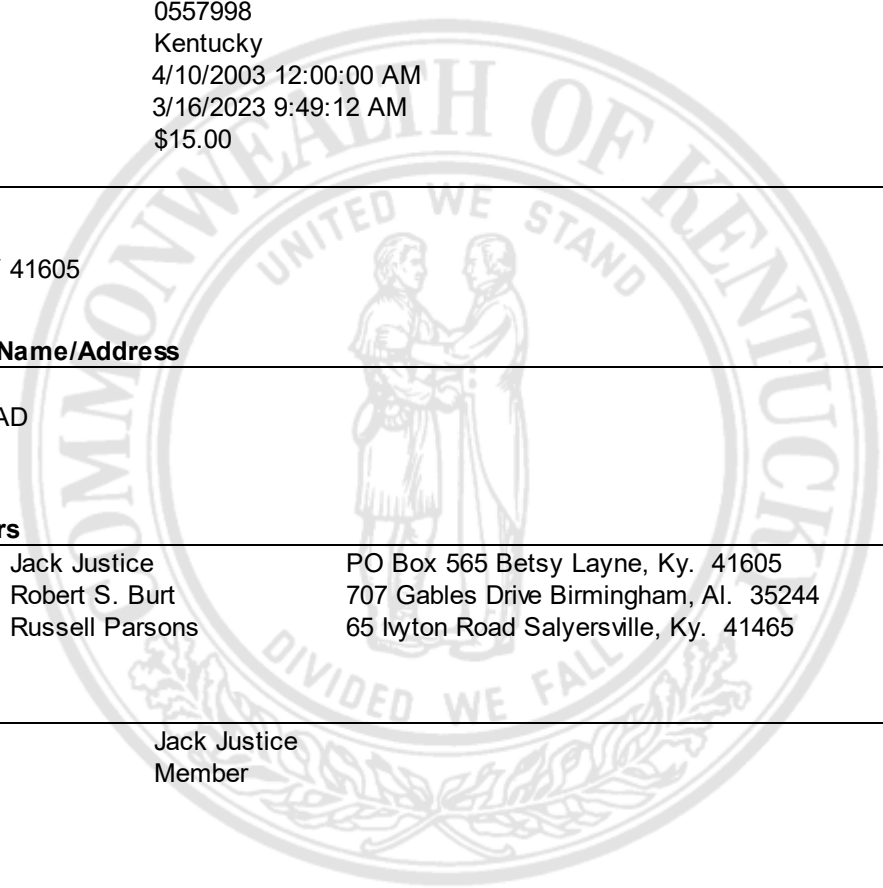 0557998
Kentucky
4/10/2003 12:00:00 AM
3/16/2023 9:49:12 AM
$15.00
COMMONWEALTH OF KENTUCKY
UNITED WE STAND
41605
Name/Address
AD
rs
Jack Justice PO Box 565 Betsy Layne, Ky. 41605
Robert S. Burt 707 Gables Drive Birmingham, Al. 35244
Russell Parsons 65 Ivyton Road Salyersville, Ky. 41465
DIVIDED WE FALL
Jack Justice
Member